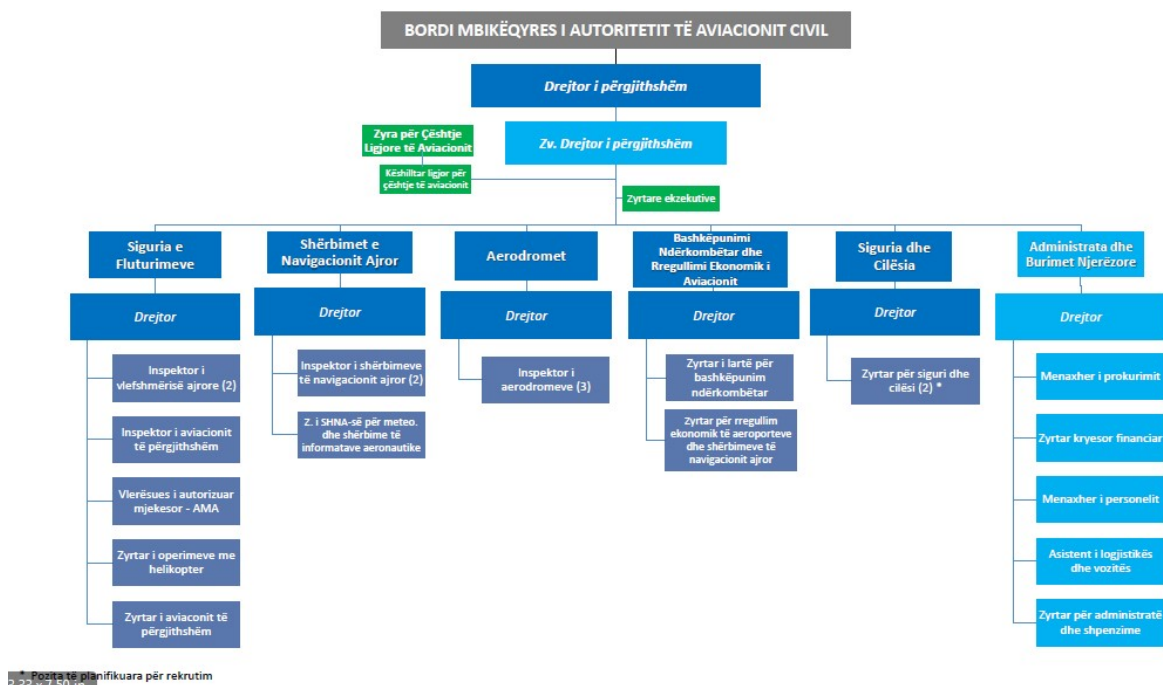 BORDI MBIKËQYRES I AUTORITETIT TË AVIACIONIT CIVIL
Drejtor i përgjithshëm
Zv. Drejtor i përgjithshëm
Zyra për Çështje
Ligjore të Aviacionit
Këshilltar ligjor për
çështje të aviacionit
Zyrtare ekzekutive
Siguria e
Fluturimeve
Drejtor
Inspektor i
vlefshmërisë ajrore (2)
Inspektor i aviacionit
të përgjithshëm
Vlerësues i autorizuar
mjekesor - AMA
Zyrtar i operimeve me
helikopter
Zyrtar i aviaconit të
përgjithshëm
Shërbimet e
Navigacionit Ajror
Drejtor
Inspektor i shërbimeve
të navigacionit ajror (2)
Z. i SHNA-së për meteo.
dhe shërbime të
informatave aeronautike
Aerodromet
Drejtor
Inspektor i
aerodromeve (3)
Bashkëpunimi
Ndërkombëtar dhe
Rregullimi Ekonomik i
Aviacionit
Drejtor
Zyrtar i lartë për
bashkëpunim
ndërkombëtar
Zyrtar për rregullim
ekonomik të aeroporteve
dhe shërbimeve të
navigacionit ajror
Siguria dhe
Cilësia
Drejtor
Zyrtar për siguri dhe
cilësi (2) *
Administrata dhe
Burimet Njerëzore
Drejtor
Menaxher i prokurimit
Zyrtar kryesor financiar
Menaxher i personelit
Asistent i logjistikës
dhe vozitës
Zyrtar për administratë
dhe shpenzime
* Pozita të planifikuara për rekrutim